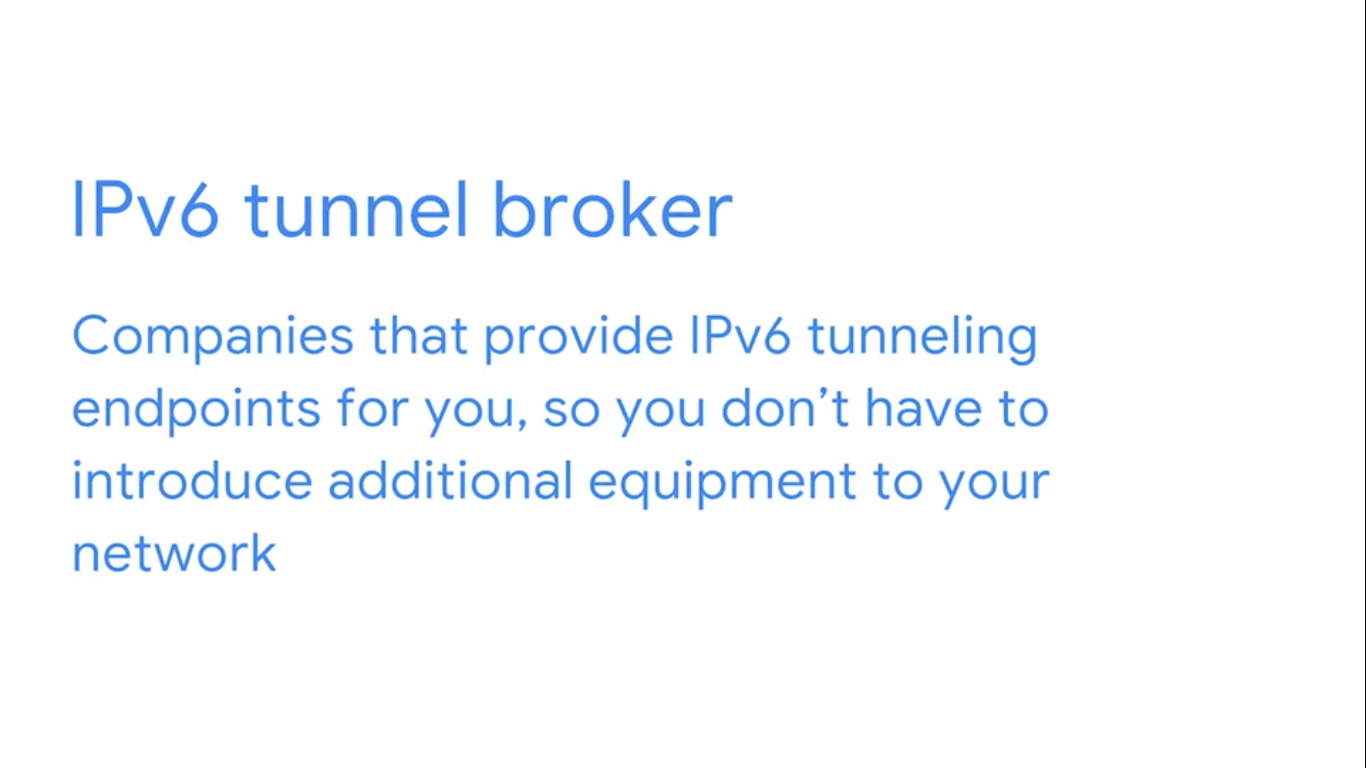 IPv6 tunnel broker
Companies that provide IPv6 tunneling
endpoints for you, so you don’t have to
introduce additional equipment to your
network